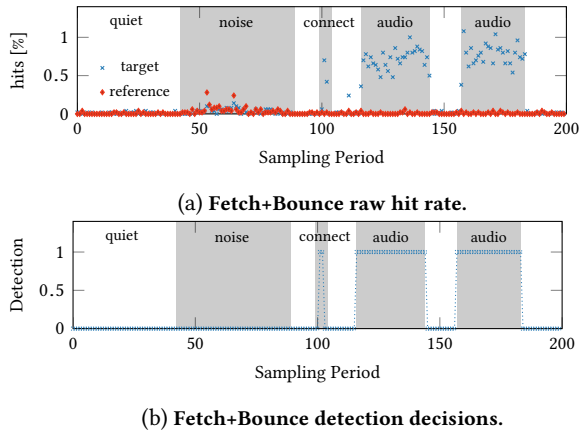 quiet noise connect audio audio
1
0.5
0
hits [%]
target
reference
0 50 100 150 200
Sampling Period
(a) Fetch+Bounce raw hit rate.
quiet noise connect audio audio
1
0.5
0
Detection
0 50 100 150 200
Sampling Period
(b) Fetch+Bounce detection decisions.